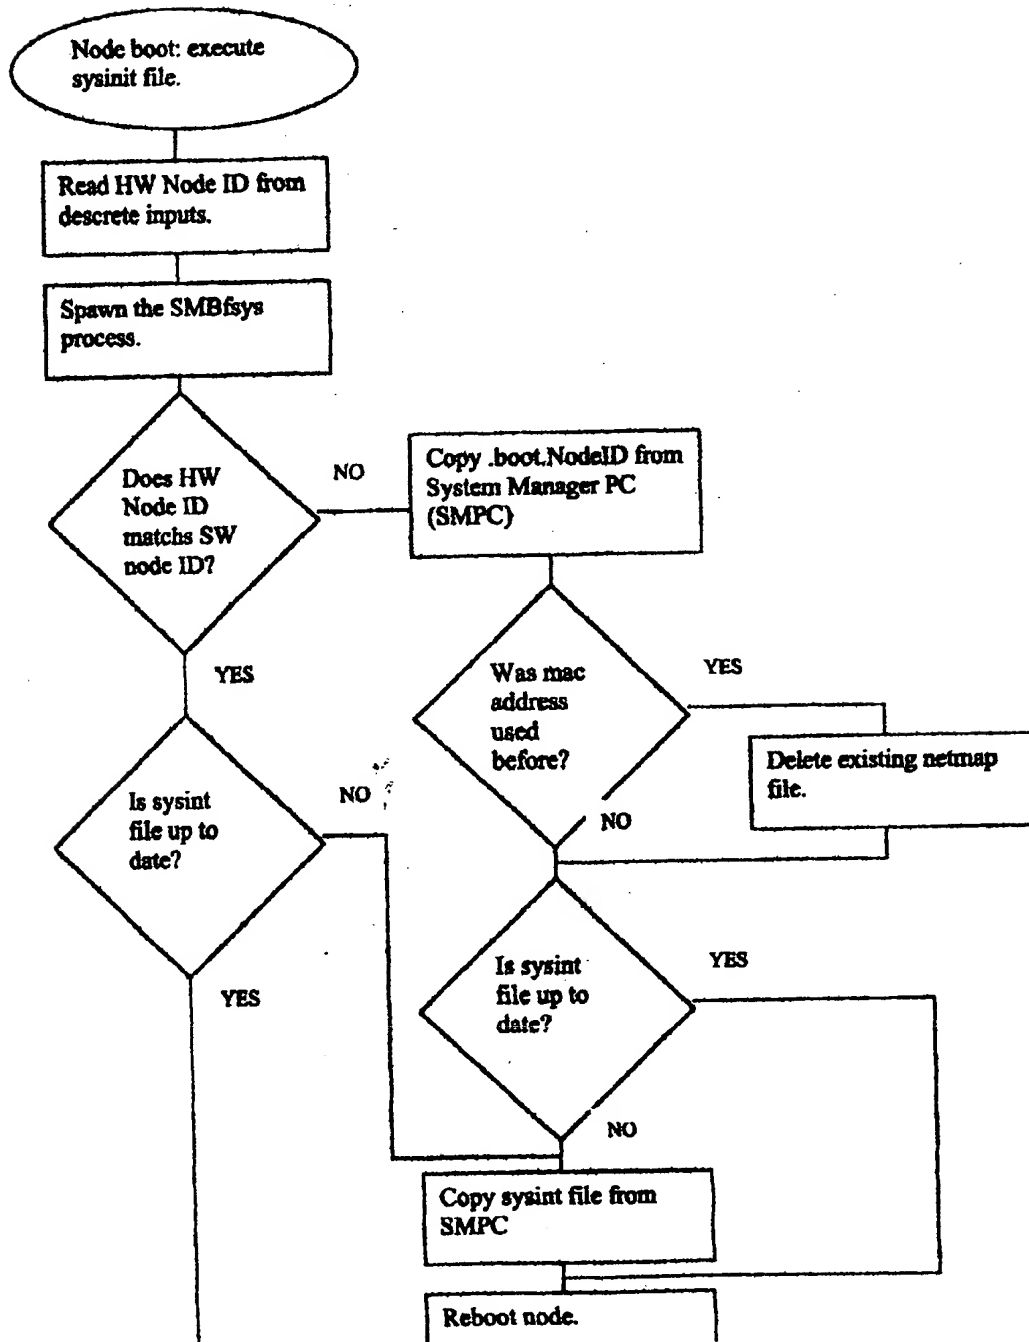 Node boot: execute
sysinit file.
Read HW Node ID from
descrete inputs.
Spawn the SMBfsys
process.
Does HW
Node ID
matchs SW
node ID?
NO
Copy .boot.NodeID from
System Manager PC
(SMPC)
YES
Was mac
address
used
before?
YES
Delete existing netmap
file.
NO
Is sysint
file up to
date?
NO
YES
Is sysint
file up to
date?
YES
NO
Copy sysint file from
SMPC
Reboot node.